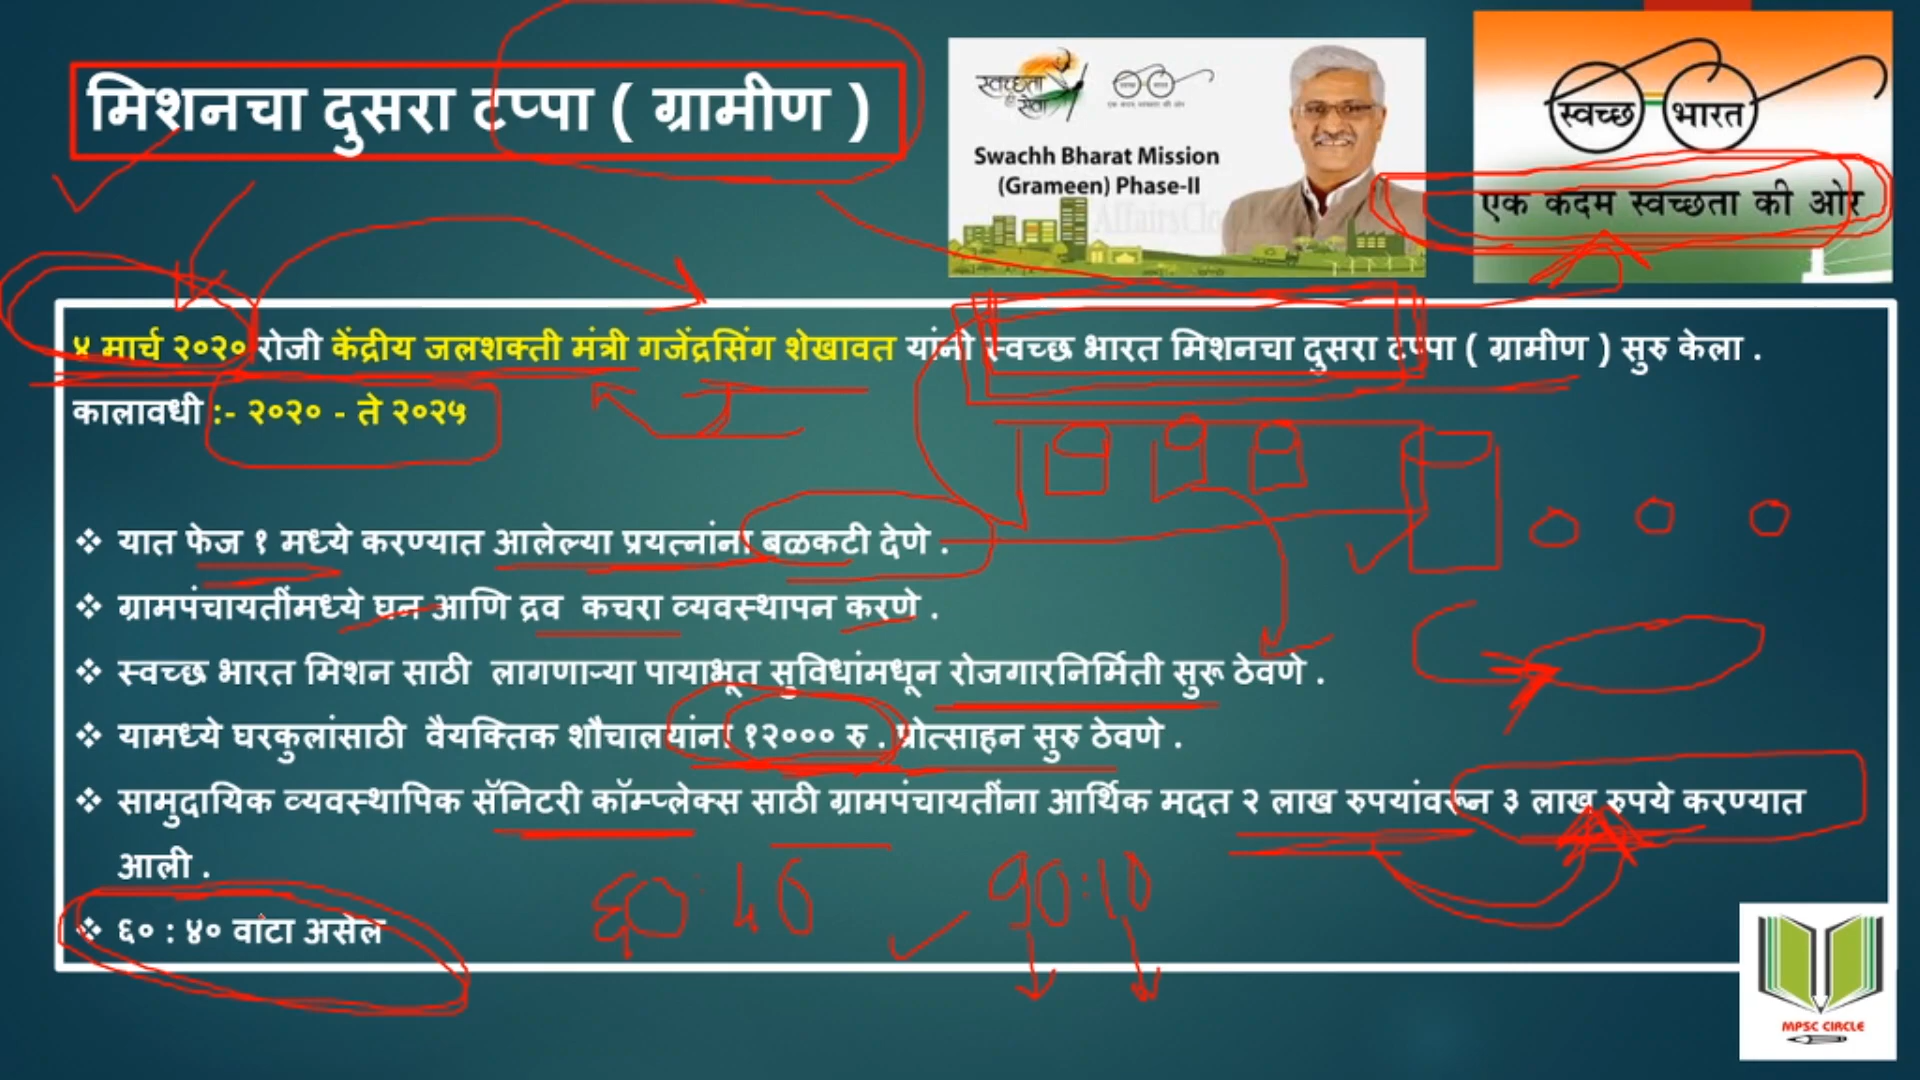 मिशनचा दुसरा टप्पा ( ग्रामीण )
स्वच्छता ही सेवा
Swachh Bharat Mission
(Grameen) Phase-II
स्वच्छ भारत
एक कदम स्वच्छता की ओर
४ मार्च २०२० रोजी केंद्रीय जलशक्ती मंत्री गजेंद्रसिंग शेखावत यांनी स्वच्छ भारत मिशनचा दुसरा टप्पा ( ग्रामीण ) सुरु केला .
कालावधी :- २०२० - ते २०२५
❖ यात फेज १ मध्ये करण्यात आलेल्या प्रयत्नांना बळकटी देणे .
❖ ग्रामपंचायतींमध्ये घन आणि द्रव कचरा व्यवस्थापन करणे .
❖ स्वच्छ भारत मिशन साठी लागणाऱ्या पायाभूत सुविधांमधून रोजगारनिर्मिती सुरू ठेवणे .
❖ यामध्ये घरकुलांसाठी वैयक्तिक शौचालयांना १२००० रु . प्रोत्साहन सुरु ठेवणे .
❖ सामुदायिक व्यवस्थापिक सॅनिटरी कॉम्प्लेक्स साठी ग्रामपंचायतींना आर्थिक मदत २ लाख रुपयांवरून ३ लाख रुपये करण्यात
आली .
६० : 40 90:10
❖ ६० : ४० वांटा असेल
MPSC CIRCLE